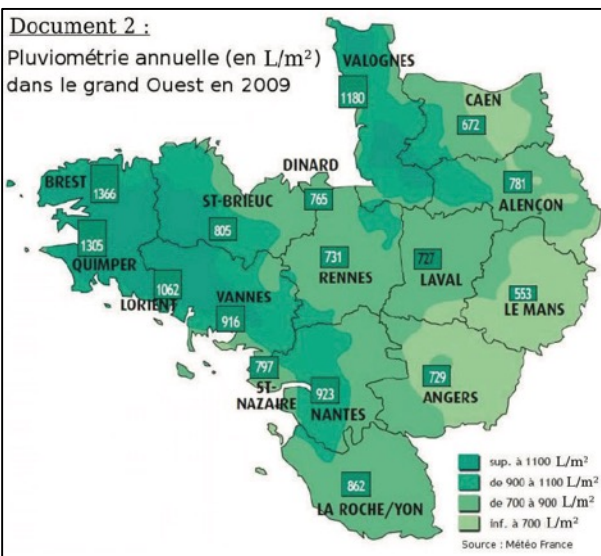 Document 2 :
Pluviométrie annuelle (en L/m²)
dans le grand Ouest en 2009
VALOGNES
1180
CAEN
672
DINARD
765
781
ALENÇON
BREST
1366
ST-BRIEUC
805
1305
QUIMPER
731
RENNES
727
LAVAL
553
LE MANS
1062
LORIENT
VANNES
916
797
ST-
NAZAIRE
923
NANTES
729
ANGERS
862
LA ROCHE/YON
sup. à 1100 L/m²
de 900 à 1100 L/m²
de 700 à 900 L/m²
inf. à 700 L/m²
Source : Météo France